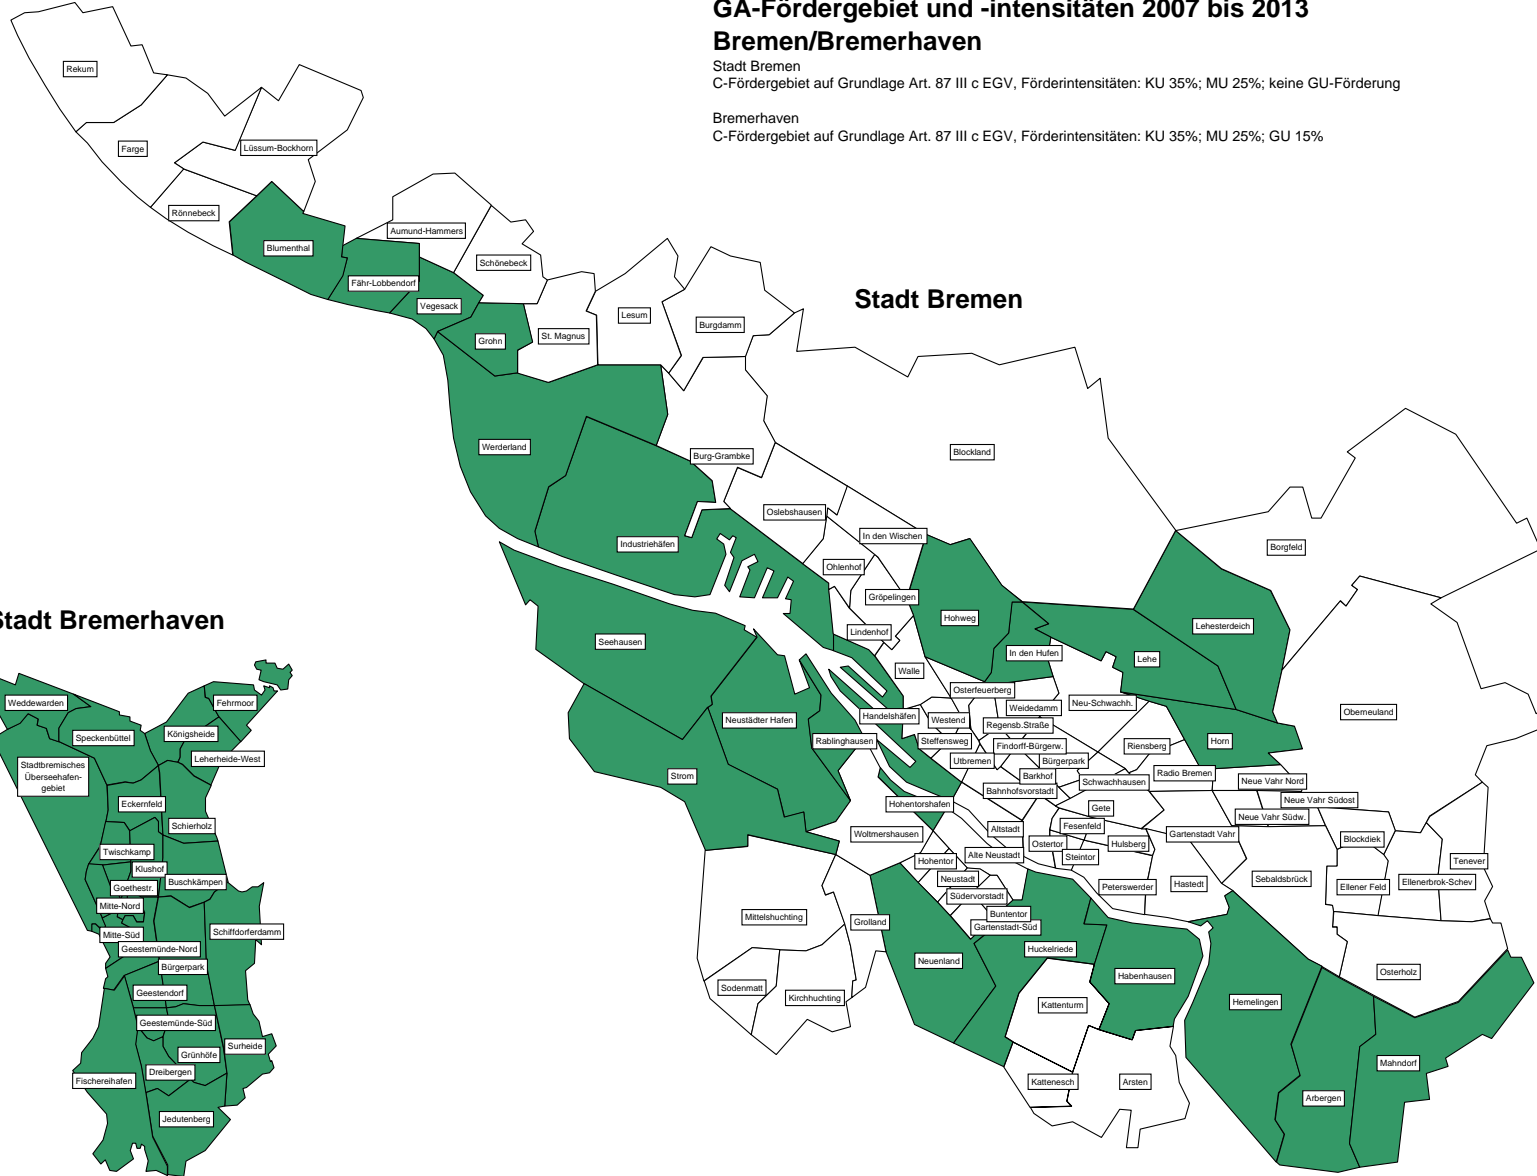 GA-Fördergebiet und -intensitäten 2007 bis 2013
Bremen/Bremerhaven
Stadt Bremen
C-Fördergebiet auf Grundlage Art. 87 III c EGV, Förderintensitäten: KU 35%; MU 25%; keine GU-Förderung
Bremerhaven
C-Fördergebiet auf Grundlage Art. 87 III c EGV, Förderintensitäten: KU 35%; MU 25%; GU 15%
Rekum
Farge
Lüssum-Bockhorn
Rönnebeck
Blumenthal
Aumund-Hammers
Schönebeck
Fähr-Lobbendorf
Vegesack
Grohn
St. Magnus
Lesum
Burgdamm
Stadt Bremen
Werderland
Burg-Grambke
Blockland
Oslebshausen
In den Wischen
Industriehäfen
Ohlenhof
Borgfeld
Gröpelingen
Hohweg
Lehesterdeich
Lindenhof
Seehausen
In den Hufen
Lehe
Walle
Osterfeuerberg
Neu-Schwachh.
Weidedamm
Oberneuland
Neustädter Hafen
Handelshäfen
Westend
Regensb.Straße
Rablinghausen
Steffensweg
Findorff-Bürgerw.
Riensberg
Horn
Utbremen
Bürgerpark
Strom
Barkhof
Schwachhausen
Radio Bremen
Neue Vahr Nord
Bahnhofsvorstadt
Neue Vahr Südost
Hohentorshafen
Gete
Neue Vahr Südw.
Woltmershausen
Altstadt
Fesenfeld
Gartenstadt Vahr
Blockdiek
Ostertor
Hulsberg
Alte Neustadt
Steintor
Hohentor
Tenever
Neustadt
Peterswerder
Hastedt
Sebaldsbrück
Ellener Feld
Ellenerbrok-Schev
Südervorstadt
Buntentor
Mittelshuchting
Grolland
Gartenstadt-Süd
Huckelriede
Neuenland
Habenhausen
Osterholz
Sodenmatt
Kirchhuchting
Kattenturm
Hemelingen
Mahndorf
Kattenesch
Arsten
Arbergen
Stadt Bremerhaven
Weddewarden
Fehrmoor
Speckenbüttel
Königsheide
Leherheide-West
Stadtbremisches
Überseehafen-
gebiet
Eckernfeld
Schierholz
Twischkamp
Klushof
Buschkämpen
Goethestr.
Mitte-Nord
Mitte-Süd
Schiffdorferdamm
Geestemünde-Nord
Bürgerpark
Geestendorf
Geestemünde-Süd
Grünhöfe
Surheide
Dreibergen
Fischereihafen
Jedutenberg